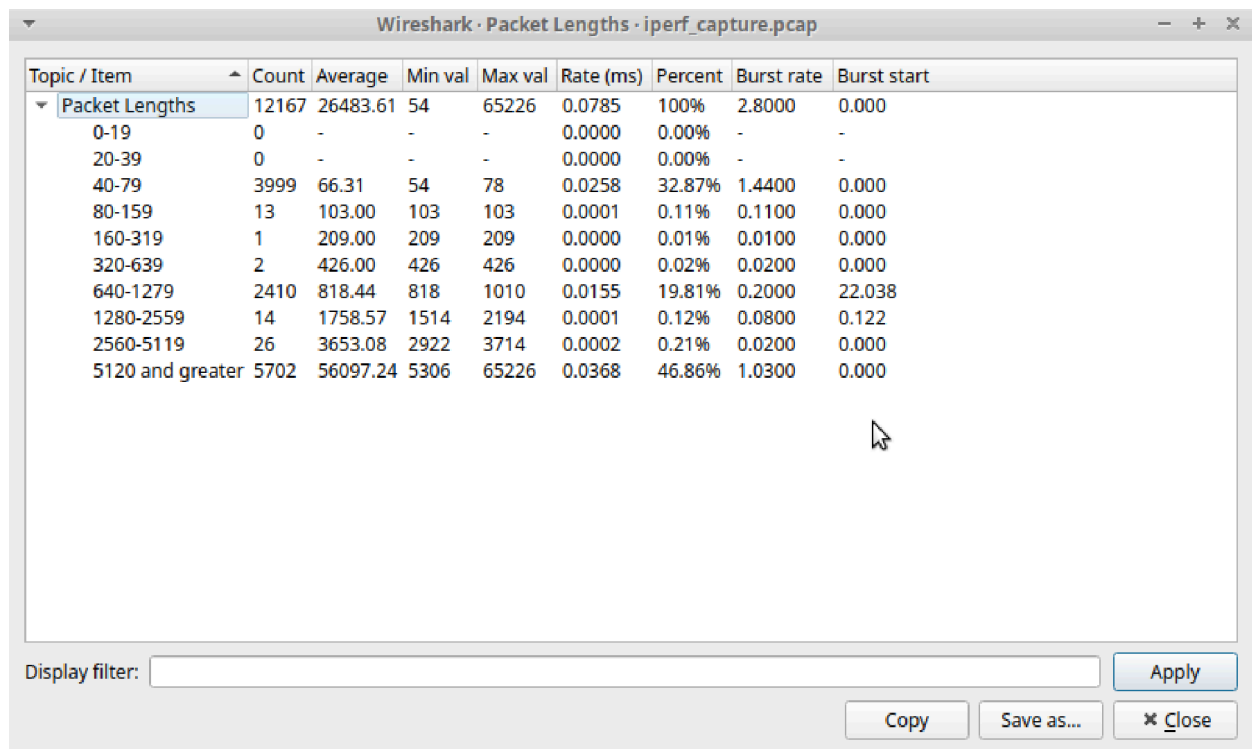 Wireshark · Packet Lengths · iperf_capture.pcap
Topic / Item Count Average Min val Max val Rate (ms) Percent Burst rate Burst start
Packet Lengths 12167 26483.61 54 65226 0.0785 100% 2.8000 0.000
0-19 0 - - - 0.0000 0.00% - -
20-39 0 - - - 0.0000 0.00% - -
40-79 3999 66.31 54 78 0.0258 32.87% 1.4400 0.000
80-159 13 103.00 103 103 0.0001 0.11% 0.1100 0.000
160-319 1 209.00 209 209 0.0000 0.01% 0.0100 0.000
320-639 2 426.00 426 426 0.0000 0.02% 0.0200 0.000
640-1279 2410 818.44 818 1010 0.0155 19.81% 0.2000 22.038
1280-2559 14 1758.57 1514 2194 0.0001 0.12% 0.0800 0.122
2560-5119 26 3653.08 2922 3714 0.0002 0.21% 0.0200 0.000
5120 and greater 5702 56097.24 5306 65226 0.0368 46.86% 1.0300 0.000
Display filter: Apply
Copy Save as... Close